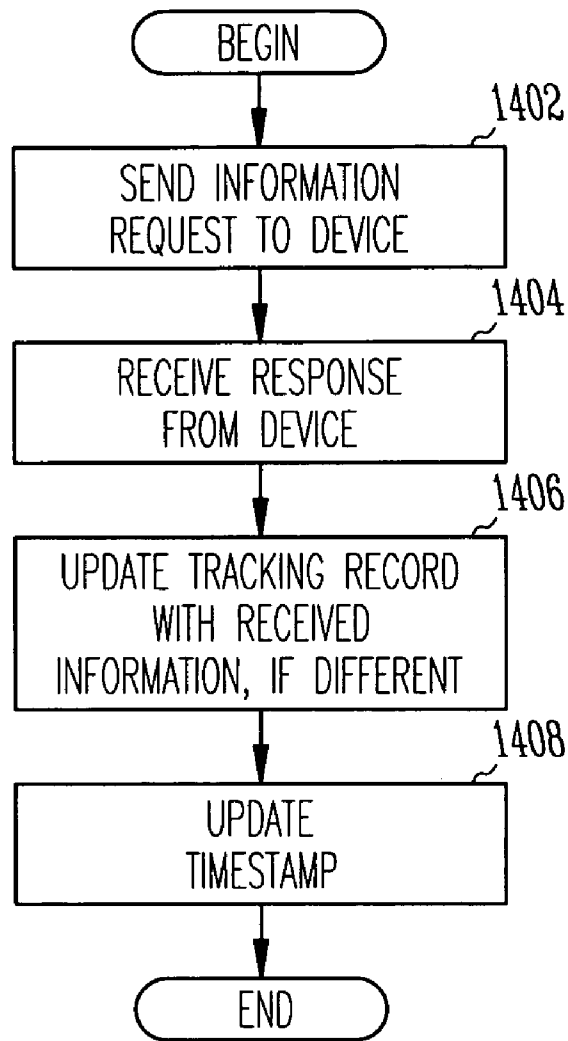 BEGIN
1402
SEND INFORMATION
REQUEST TO DEVICE
1404
RECEIVE RESPONSE
FROM DEVICE
1406
UPDATE TRACKING RECORD
WITH RECEIVED
INFORMATION, IF DIFFERENT
1408
UPDATE
TIMESTAMP
END